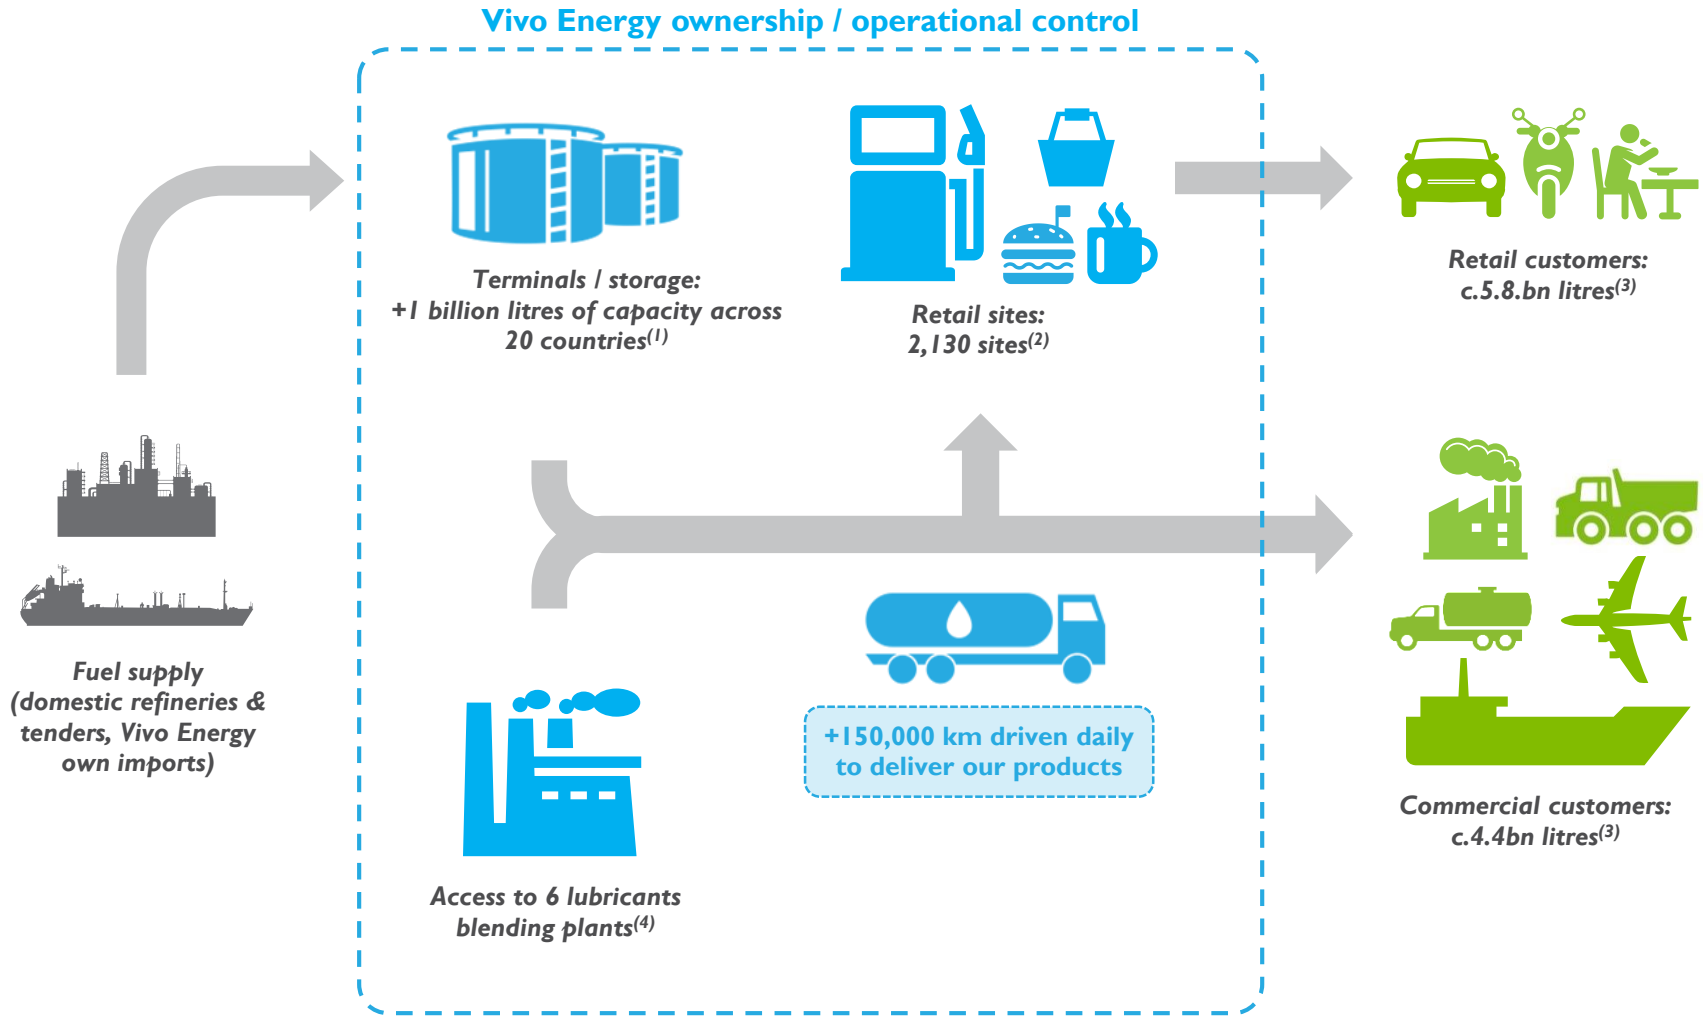 Vivo Energy ownership / operational control
Terminals / storage:
+1 billion litres of capacity across
20 countries(1)
Retail sites:
2,130 sites(2)
Retail customers:
c.5.8.bn litres(3)
Fuel supply
(domestic refineries &
tenders, Vivo Energy
own imports)
+150,000 km driven daily
to deliver our products
Commercial customers:
c.4.4bn litres(3)
Access to 6 lubricants
blending plants(4)